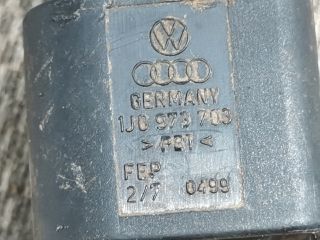 GERMANY
1J0 973 703
>PBT<
FEP
2/7 0499